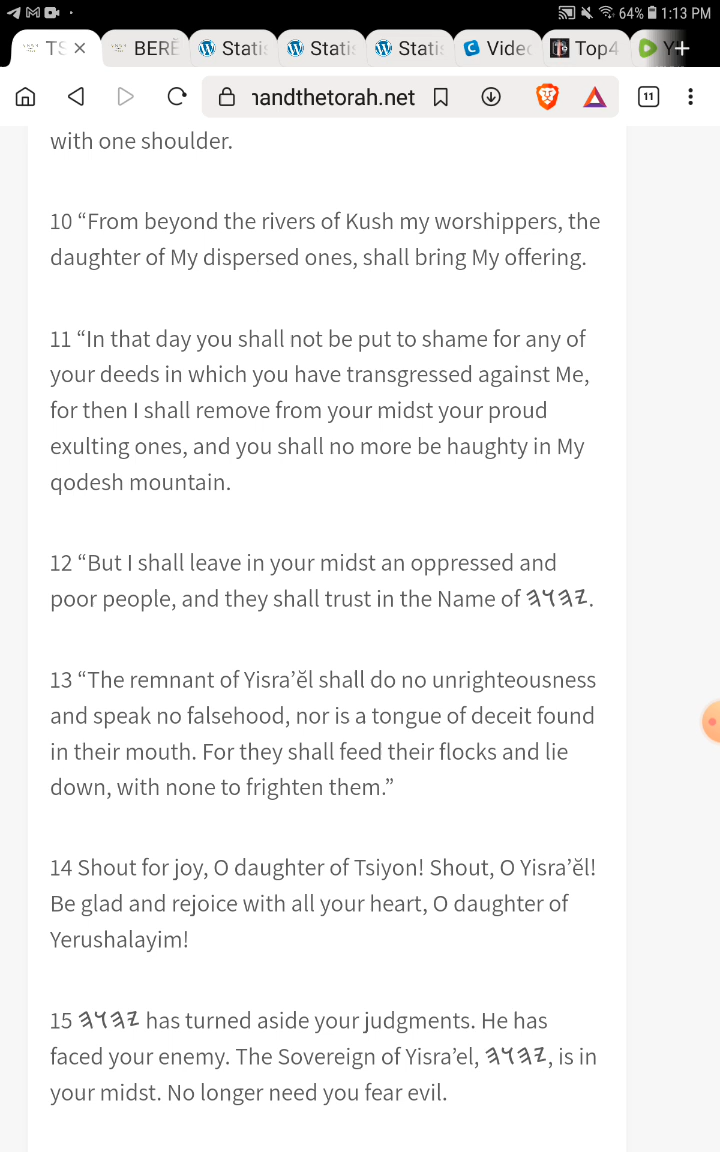 64% 1:13 PM
TS BERĔ Statis Statis Statis Videc Top4 Y
handthetorah.net 11
with one shoulder.
10 “From beyond the rivers of Kush my worshippers, the
daughter of My dispersed ones, shall bring My offering.
11 “In that day you shall not be put to shame for any of
your deeds in which you have transgressed against Me,
for then I shall remove from your midst your proud
exulting ones, and you shall no more be haughty in My
qodesh mountain.
12 “But I shall leave in your midst an oppressed and
poor people, and they shall trust in the Name of 𐤉𐤄𐤅𐤄.
13 “The remnant of Yisra’ĕl shall do no unrighteousness
and speak no falsehood, nor is a tongue of deceit found
in their mouth. For they shall feed their flocks and lie
down, with none to frighten them.”
14 Shout for joy, O daughter of Tsiyon! Shout, O Yisra’ĕl!
Be glad and rejoice with all your heart, O daughter of
Yerushalayim!
15 𐤉𐤄𐤅𐤄 has turned aside your judgments. He has
faced your enemy. The Sovereign of Yisra’el, 𐤉𐤄𐤅𐤄, is in
your midst. No longer need you fear evil.